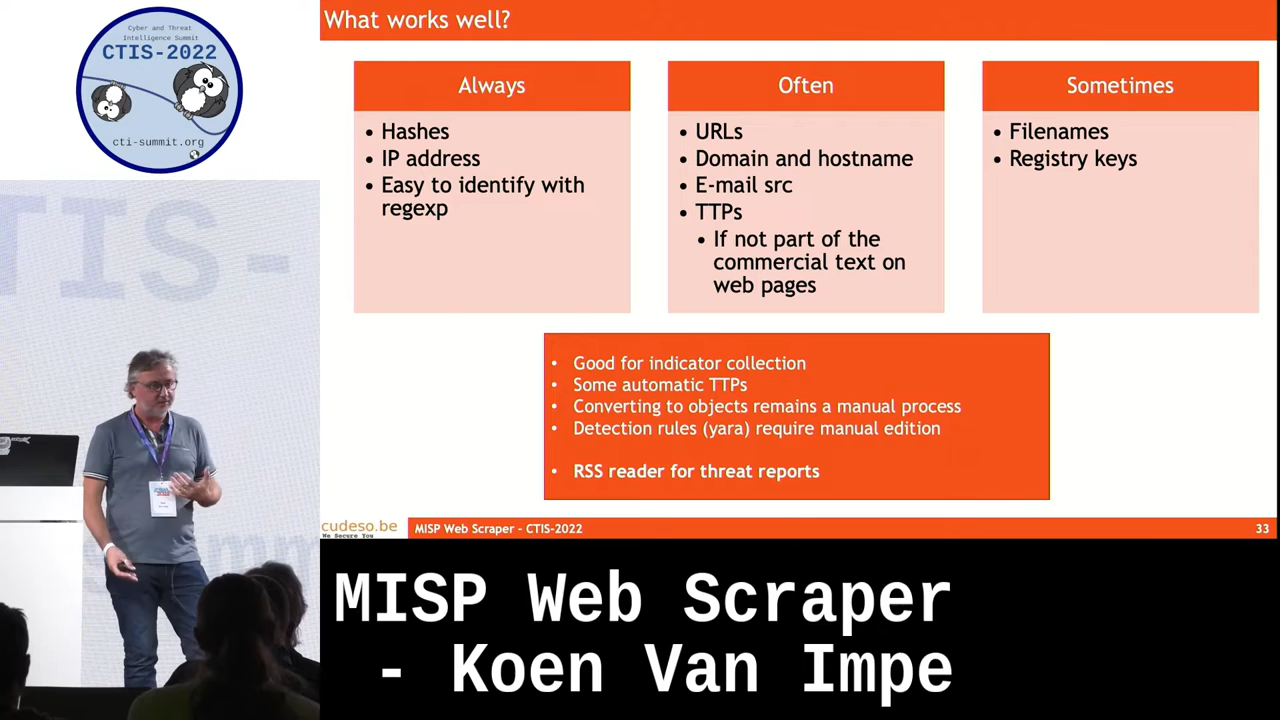 Cyber and Threat
Intelligence Summit
CTIS-2022
cti-summit.org
What works well?
Always
• Hashes
• IP address
• Easy to identify with
regexp
Often
• URLs
• Domain and hostname
• E-mail src
• TTPs
• If not part of the
commercial text on
web pages
Sometimes
• Filenames
• Registry keys
• Good for indicator collection
• Some automatic TTPs
• Converting to objects remains a manual process
• Detection rules (yara) require manual edition
• RSS reader for threat reports
cudeso.be
We Secure You
MISP Web Scraper - CTIS-2022
33
TIS-
MISP Web Scraper
- Koen Van Impe